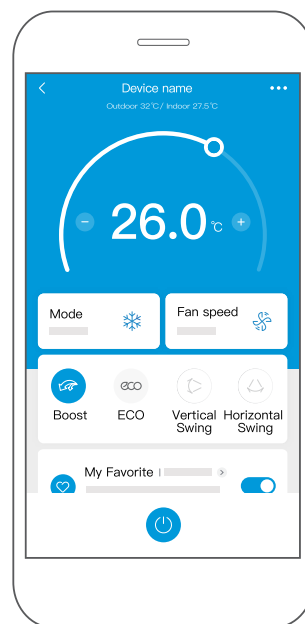 Device name
Outdoor 32℃/ Indoor 27.5℃
26.0 ℃
Mode
Fan speed
eco
Boost
ECO
Vertical Swing
Horizontal Swing
My Favorite